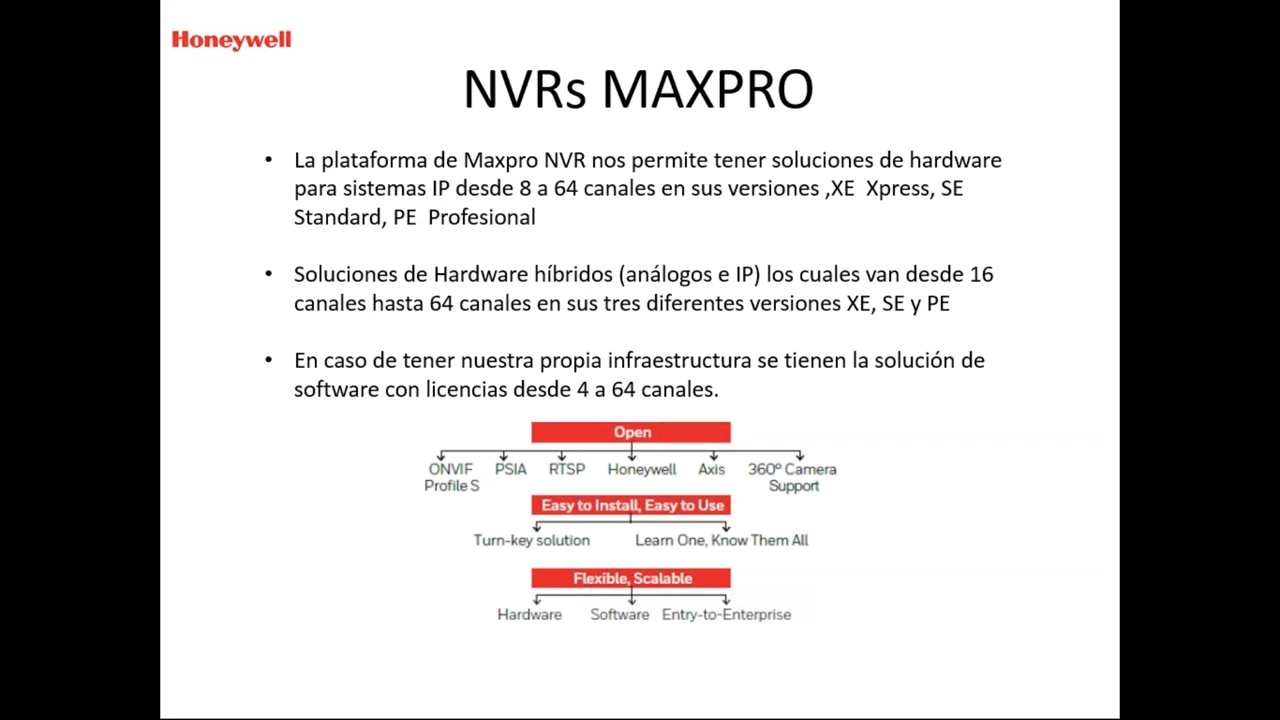 Honeywell
NVRs MAXPRO
• La plataforma de Maxpro NVR nos permite tener soluciones de hardware
para sistemas IP desde 8 a 64 canales en sus versiones ,XE  Xpress, SE
Standard, PE  Profesional
• Soluciones de Hardware híbridos (análogos e IP) los cuales van desde 16
canales hasta 64 canales en sus tres diferentes versiones XE, SE y PE
• En caso de tener nuestra propia infraestructura se tienen la solución de
software con licencias desde 4 a 64 canales.
Open
ONVIF Profile S
PSIA
RTSP
Honeywell
Axis
360º Camera Support
Easy to Install, Easy to Use
Turn-key solution
Learn One, Know Them All
Flexible, Scalable
Hardware
Software
Entry-to-Enterprise